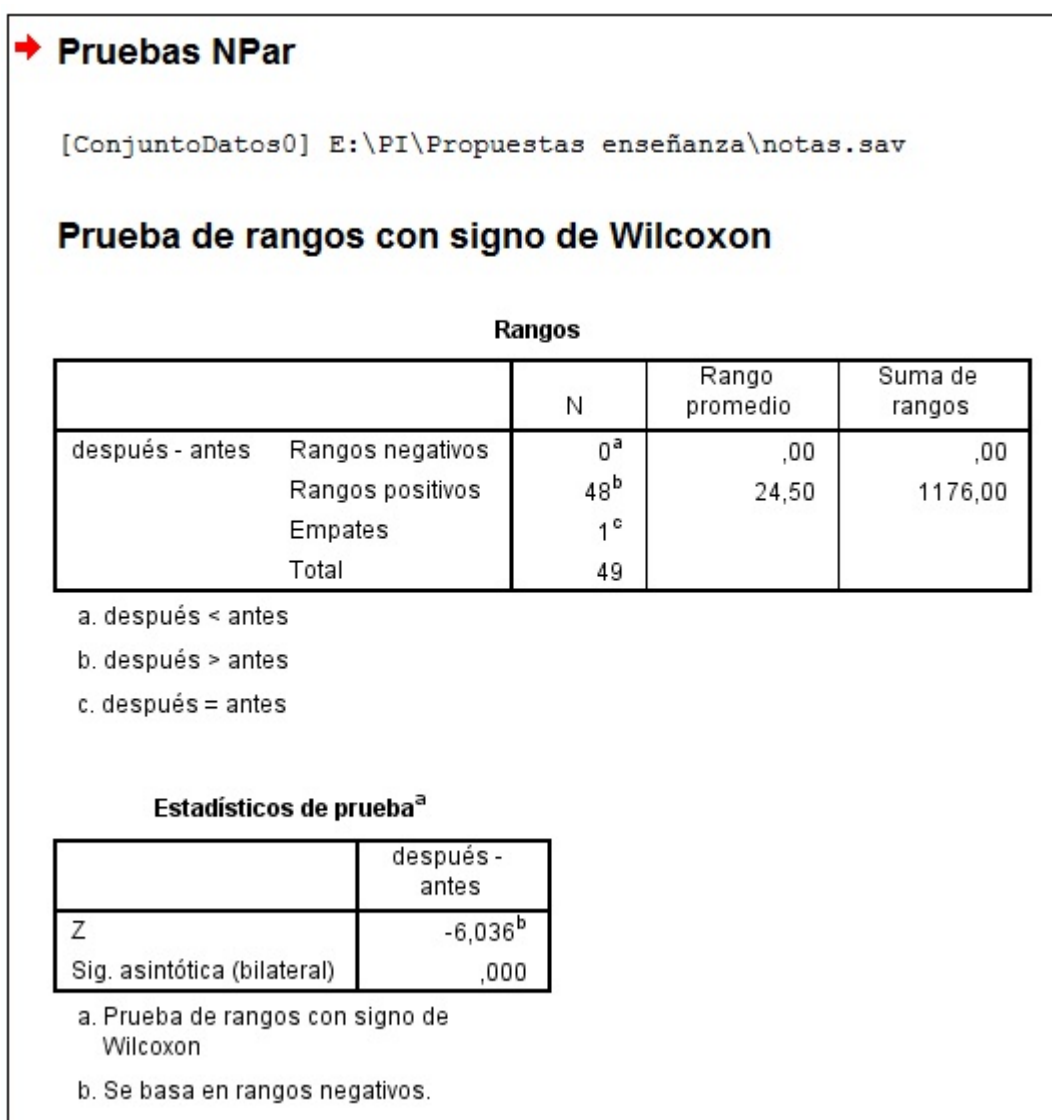 Pruebas NPar
[ConjuntoDatos0] E:\PI\Propuestas enseñanza\notas.sav
Prueba de rangos con signo de Wilcoxon
Rangos
N Rango promedio Suma de rangos
después - antes Rangos negativos 0a ,00 ,00
Rangos positivos 48b 24,50 1176,00
Empates 1c
Total 49
a. después < antes
b. después > antes
c. después = antes
Estadísticos de pruebaa
después - antes
Z -6,036b
Sig. asintótica (bilateral) ,000
a. Prueba de rangos con signo de
Wilcoxon
b. Se basa en rangos negativos.